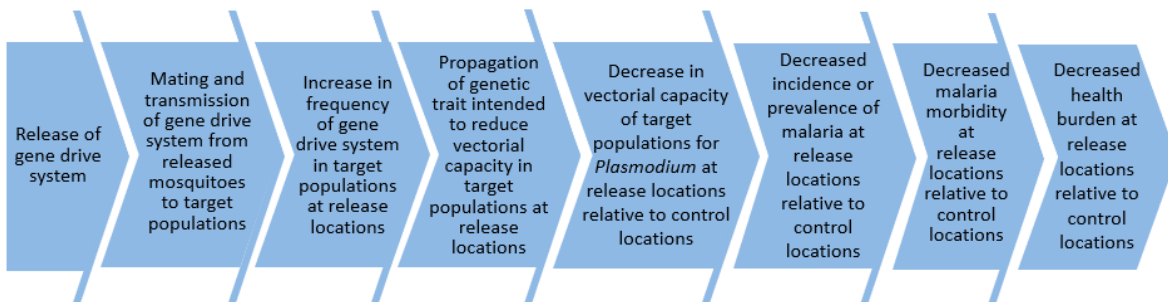 Release of
gene drive
system
Mating and
transmission
of gene drive
system from
released
mosquitoes
to target
populations
Increase in
frequency
of gene
drive system
in target
populations
at release
locations
Propagation
of genetic
trait intended
to reduce
vectorial
capacity in
target
populations at
release
locations
Decrease in
vectorial capacity
of target
populations for
Plasmodium at
release locations
relative to control
locations
Decreased
incidence or
prevalence of
malaria at
release
locations
relative to
control
locations
Decreased
malaria
morbidity
at
release
locations
relative to
control
locations
Decreased
health
burden at
release
locations
relative to
control
locations